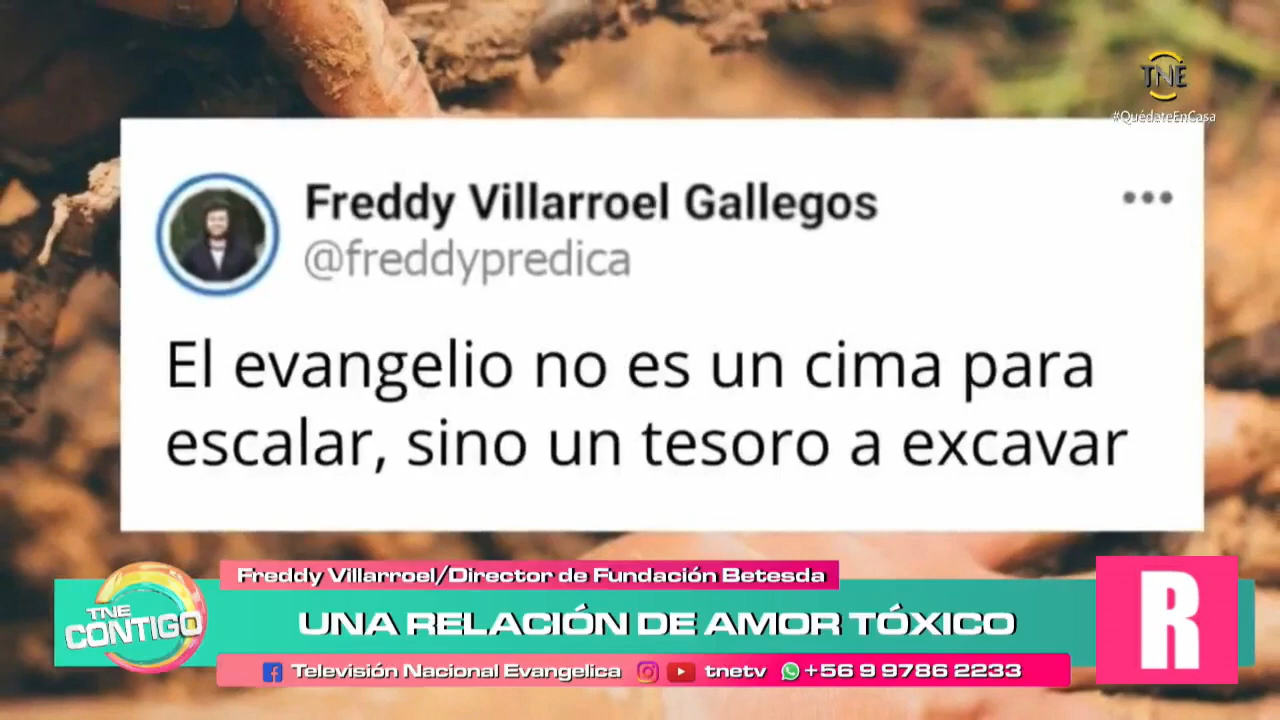 TNE
#QuédateEnCasa
Freddy Villarroel Gallegos
@freddypredica
El evangelio no es un cima para
escalar, sino un tesoro a excavar
Freddy Villarroel/Director de Fundación Betesda
TNE
CONTIGO
UNA RELACIÓN DE AMOR TÓXICO
R
Televisión Nacional Evangelica tnetv +56 9 9786 2233